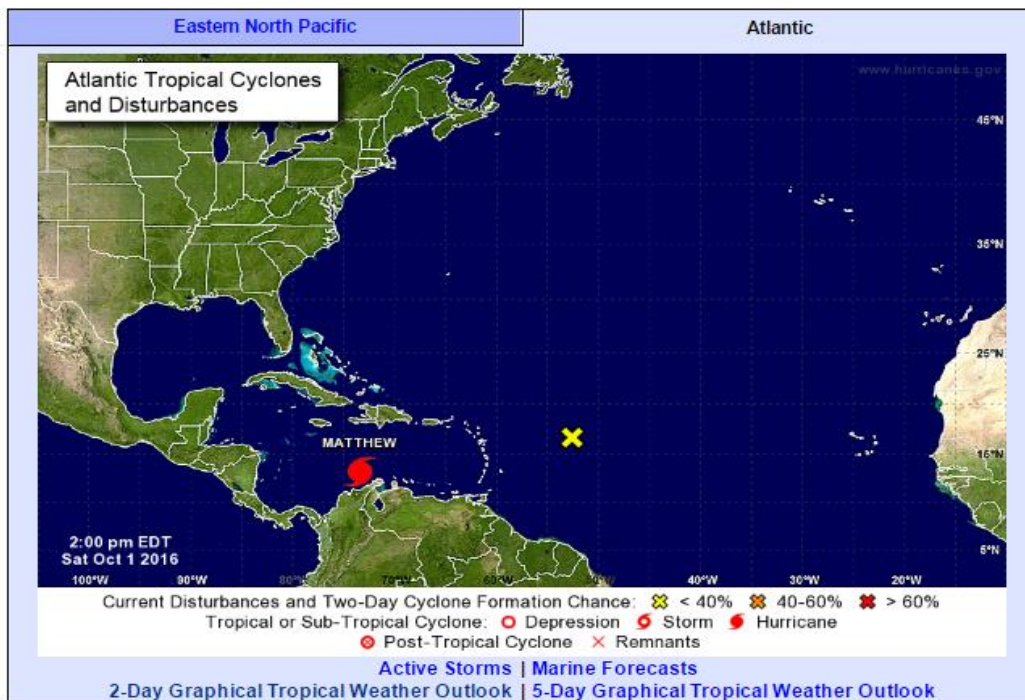 Eastern North Pacific
Atlantic
Atlantic Tropical Cyclones
and Disturbances
www.hurricanes.gov
45°N
35°N
25°N
MATTHEW
15°N
2:00 pm EDT
Sat Oct 1 2016
5°N
100°W 90°W 80°W 70°W 60°W 50°W 40°W 30°W 20°W
Current Disturbances and Two-Day Cyclone Formation Chance: < 40% 40-60% > 60%
Tropical or Sub-Tropical Cyclone: Depression Storm Hurricane
Post-Tropical Cyclone Remnants
Active Storms | Marine Forecasts
2-Day Graphical Tropical Weather Outlook | 5-Day Graphical Tropical Weather Outlook